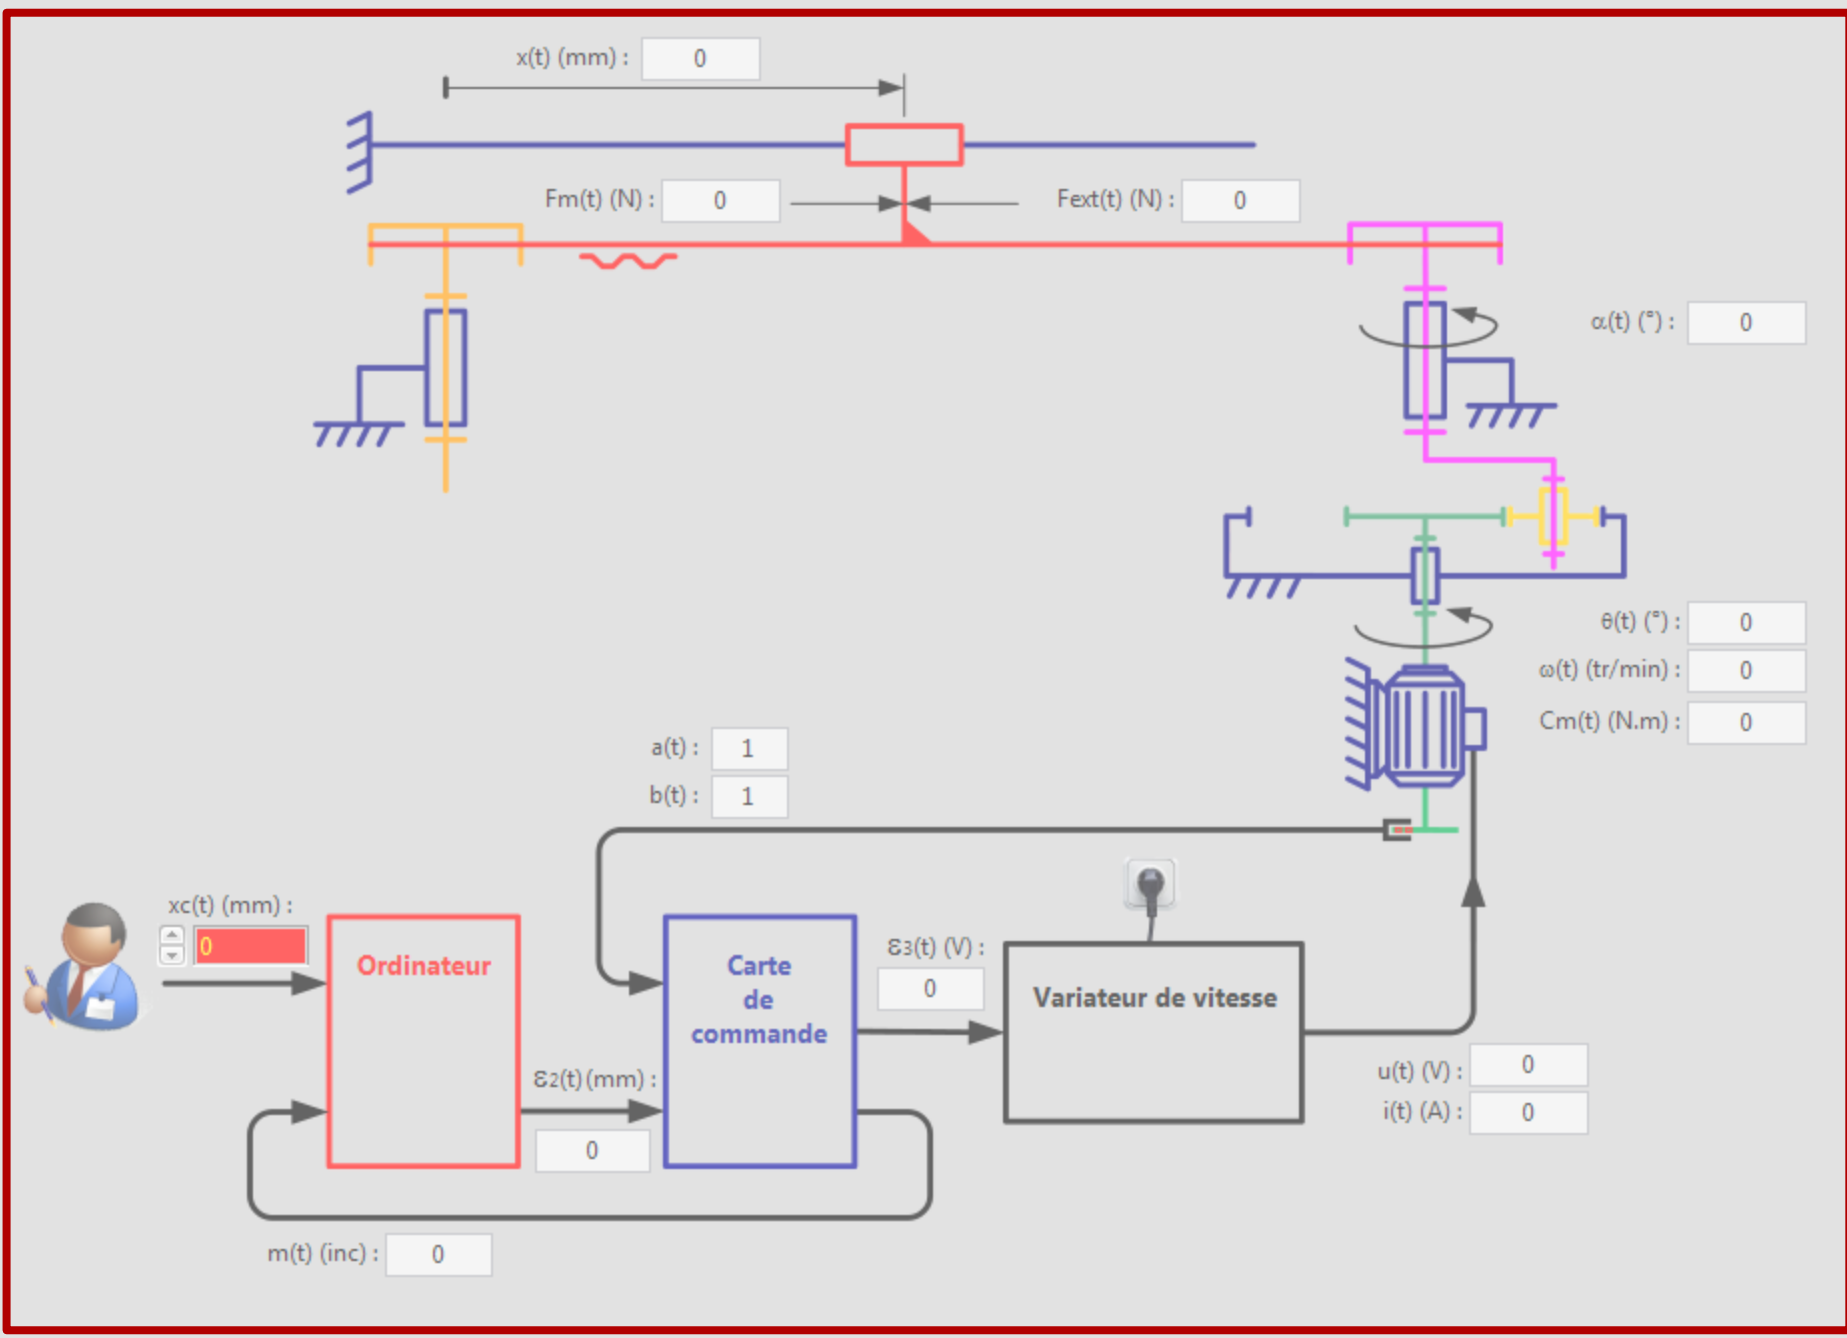 x(t) (mm) : 0
Fm(t) (N) : 0
Fext(t) (N) : 0
α(t) (°) : 0
θ(t) (°) : 0
ω(t) (tr/min) : 0
Cm(t) (N.m) : 0
a(t) : 1
b(t) : 1
xc(t) (mm) :
0
Ordinateur
Carte
de
commande
ε3(t) (V) :
0
Variateur de vitesse
ε2(t) (mm) :
0
u(t) (V) : 0
i(t) (A) : 0
m(t) (inc) : 0